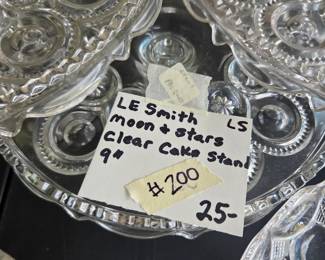 LE Smith LS
Moon & Stars
Clear Cake Stand
9"
#200
25-